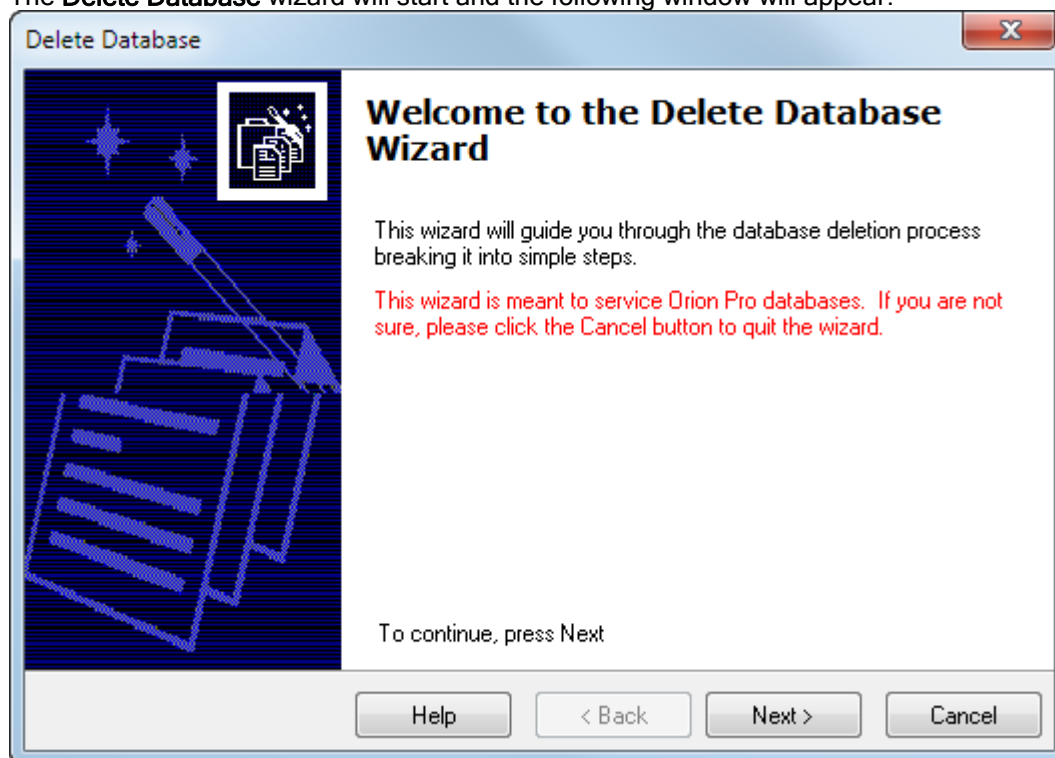 The Delete Database wizard will start and the following window will appear:
Delete Database
Welcome to the Delete Database
Wizard
This wizard will guide you through the database deletion process
breaking it into simple steps.
This wizard is meant to service Orion Pro databases. If you are not
sure, please click the Cancel button to quit the wizard.
To continue, press Next
Help
< Back
Next >
Cancel